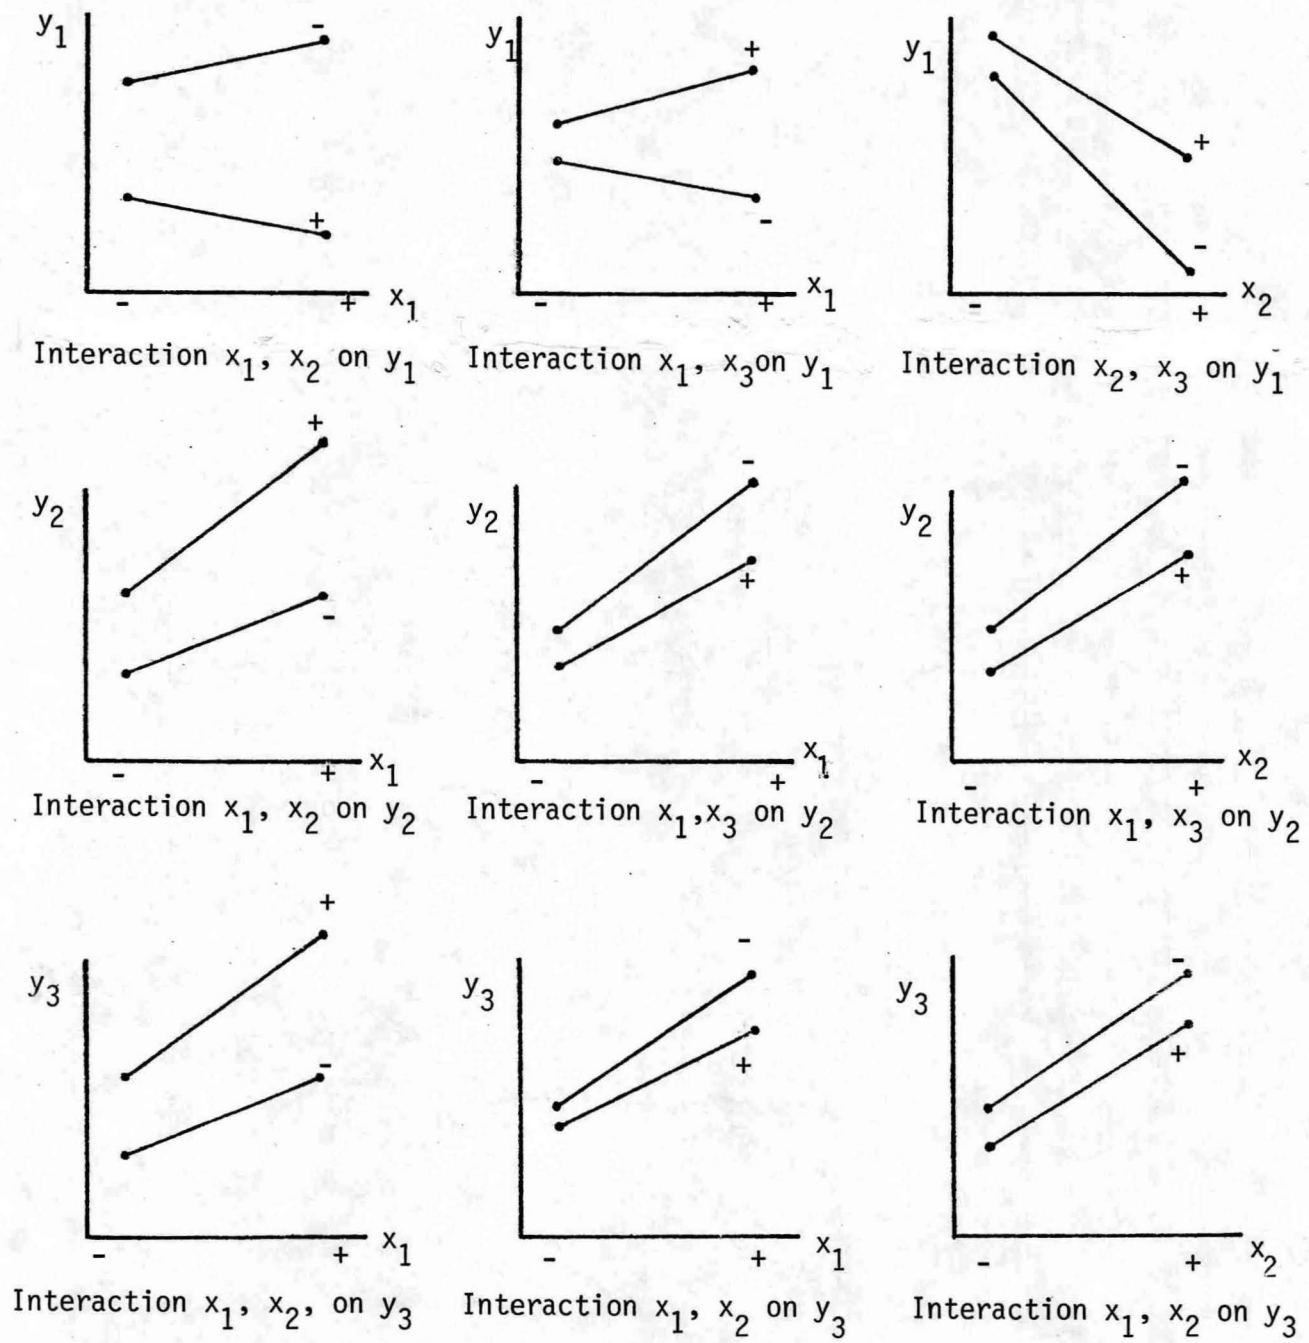 y1 - + - + x1
Interaction x1, x2 on y1
y1 + - - + x1
Interaction x1, x3on y1
y1 + - - + x2
Interaction x2, x3 on y1
y2 + - - + x1
Interaction x1, x2 on y2
y2 - + - + x1
Interaction x1,x3 on y2
y2 - + - + x2
Interaction x1, x3 on y2
y3 + - - + x1
Interaction x1, x2, on y3
y3 - + - + x1
Interaction x1, x2 on y3
y3 - + - + x2
Interaction x1, x2 on y3